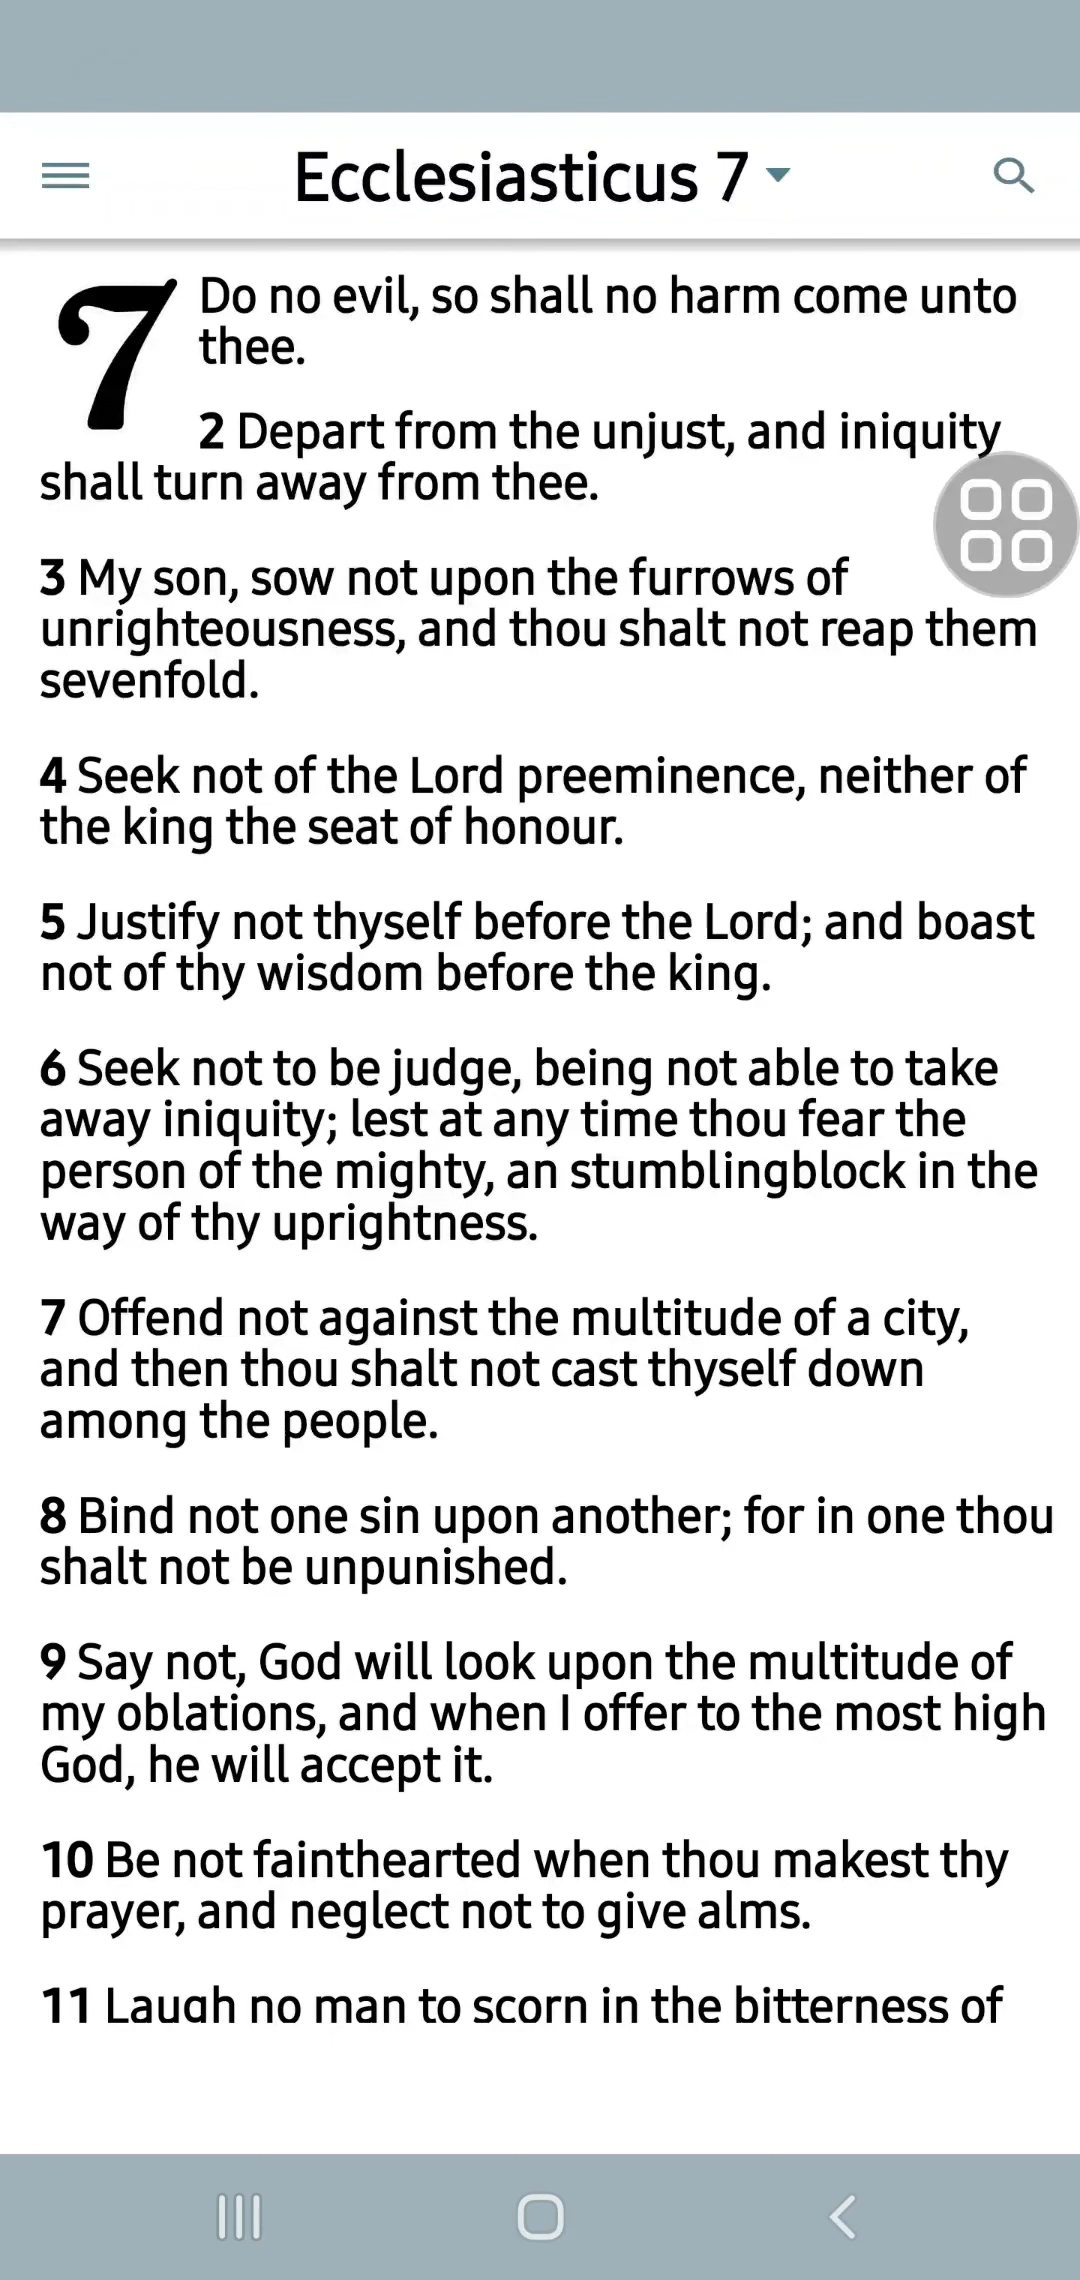 Ecclesiasticus 7
7 Do no evil, so shall no harm come unto
thee.
2 Depart from the unjust, and iniquity
shall turn away from thee.
3 My son, sow not upon the furrows of
unrighteousness, and thou shalt not reap them
sevenfold.
4 Seek not of the Lord preeminence, neither of
the king the seat of honour.
5 Justify not thyself before the Lord; and boast
not of thy wisdom before the king.
6 Seek not to be judge, being not able to take
away iniquity; lest at any time thou fear the
person of the mighty, an stumblingblock in the
way of thy uprightness.
7 Offend not against the multitude of a city,
and then thou shalt not cast thyself down
among the people.
8 Bind not one sin upon another; for in one thou
shalt not be unpunished.
9 Say not, God will look upon the multitude of
my oblations, and when I offer to the most high
God, he will accept it.
10 Be not fainthearted when thou makest thy
prayer, and neglect not to give alms.
11 Laugh no man to scorn in the bitterness of